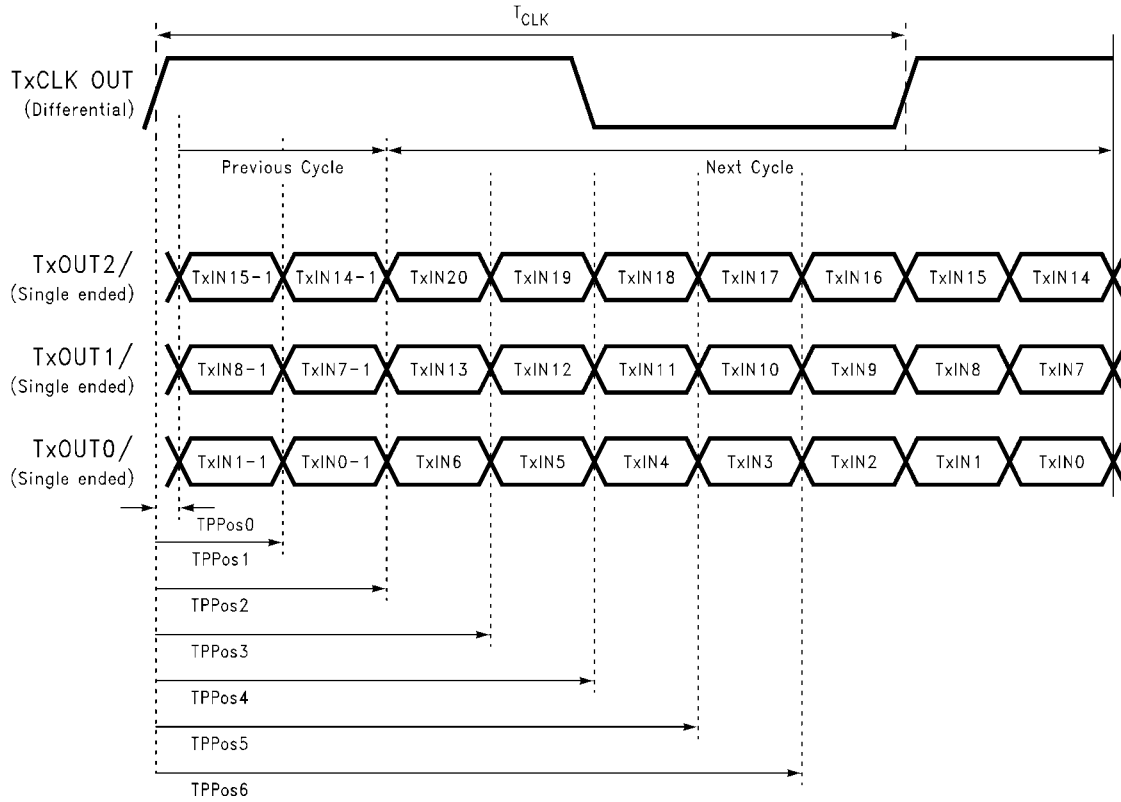 TCLK
TxCLK OUT
(Differential)
Previous Cycle
Next Cycle
TxOUT2/
(Single ended)
TxIN15-1 TxIN14-1 TxIN20 TxIN19 TxIN18 TxIN17 TxIN16 TxIN15 TxIN14
TxOUT1/
(Single ended)
TxIN8-1 TxIN7-1 TxIN13 TxIN12 TxIN11 TxIN10 TxIN9 TxIN8 TxIN7
TxOUT0/
(Single ended)
TxIN1-1 TxIN0-1 TxIN6 TxIN5 TxIN4 TxIN3 TxIN2 TxIN1 TxIN0
TPPos0
TPPos1
TPPos2
TPPos3
TPPos4
TPPos5
TPPos6